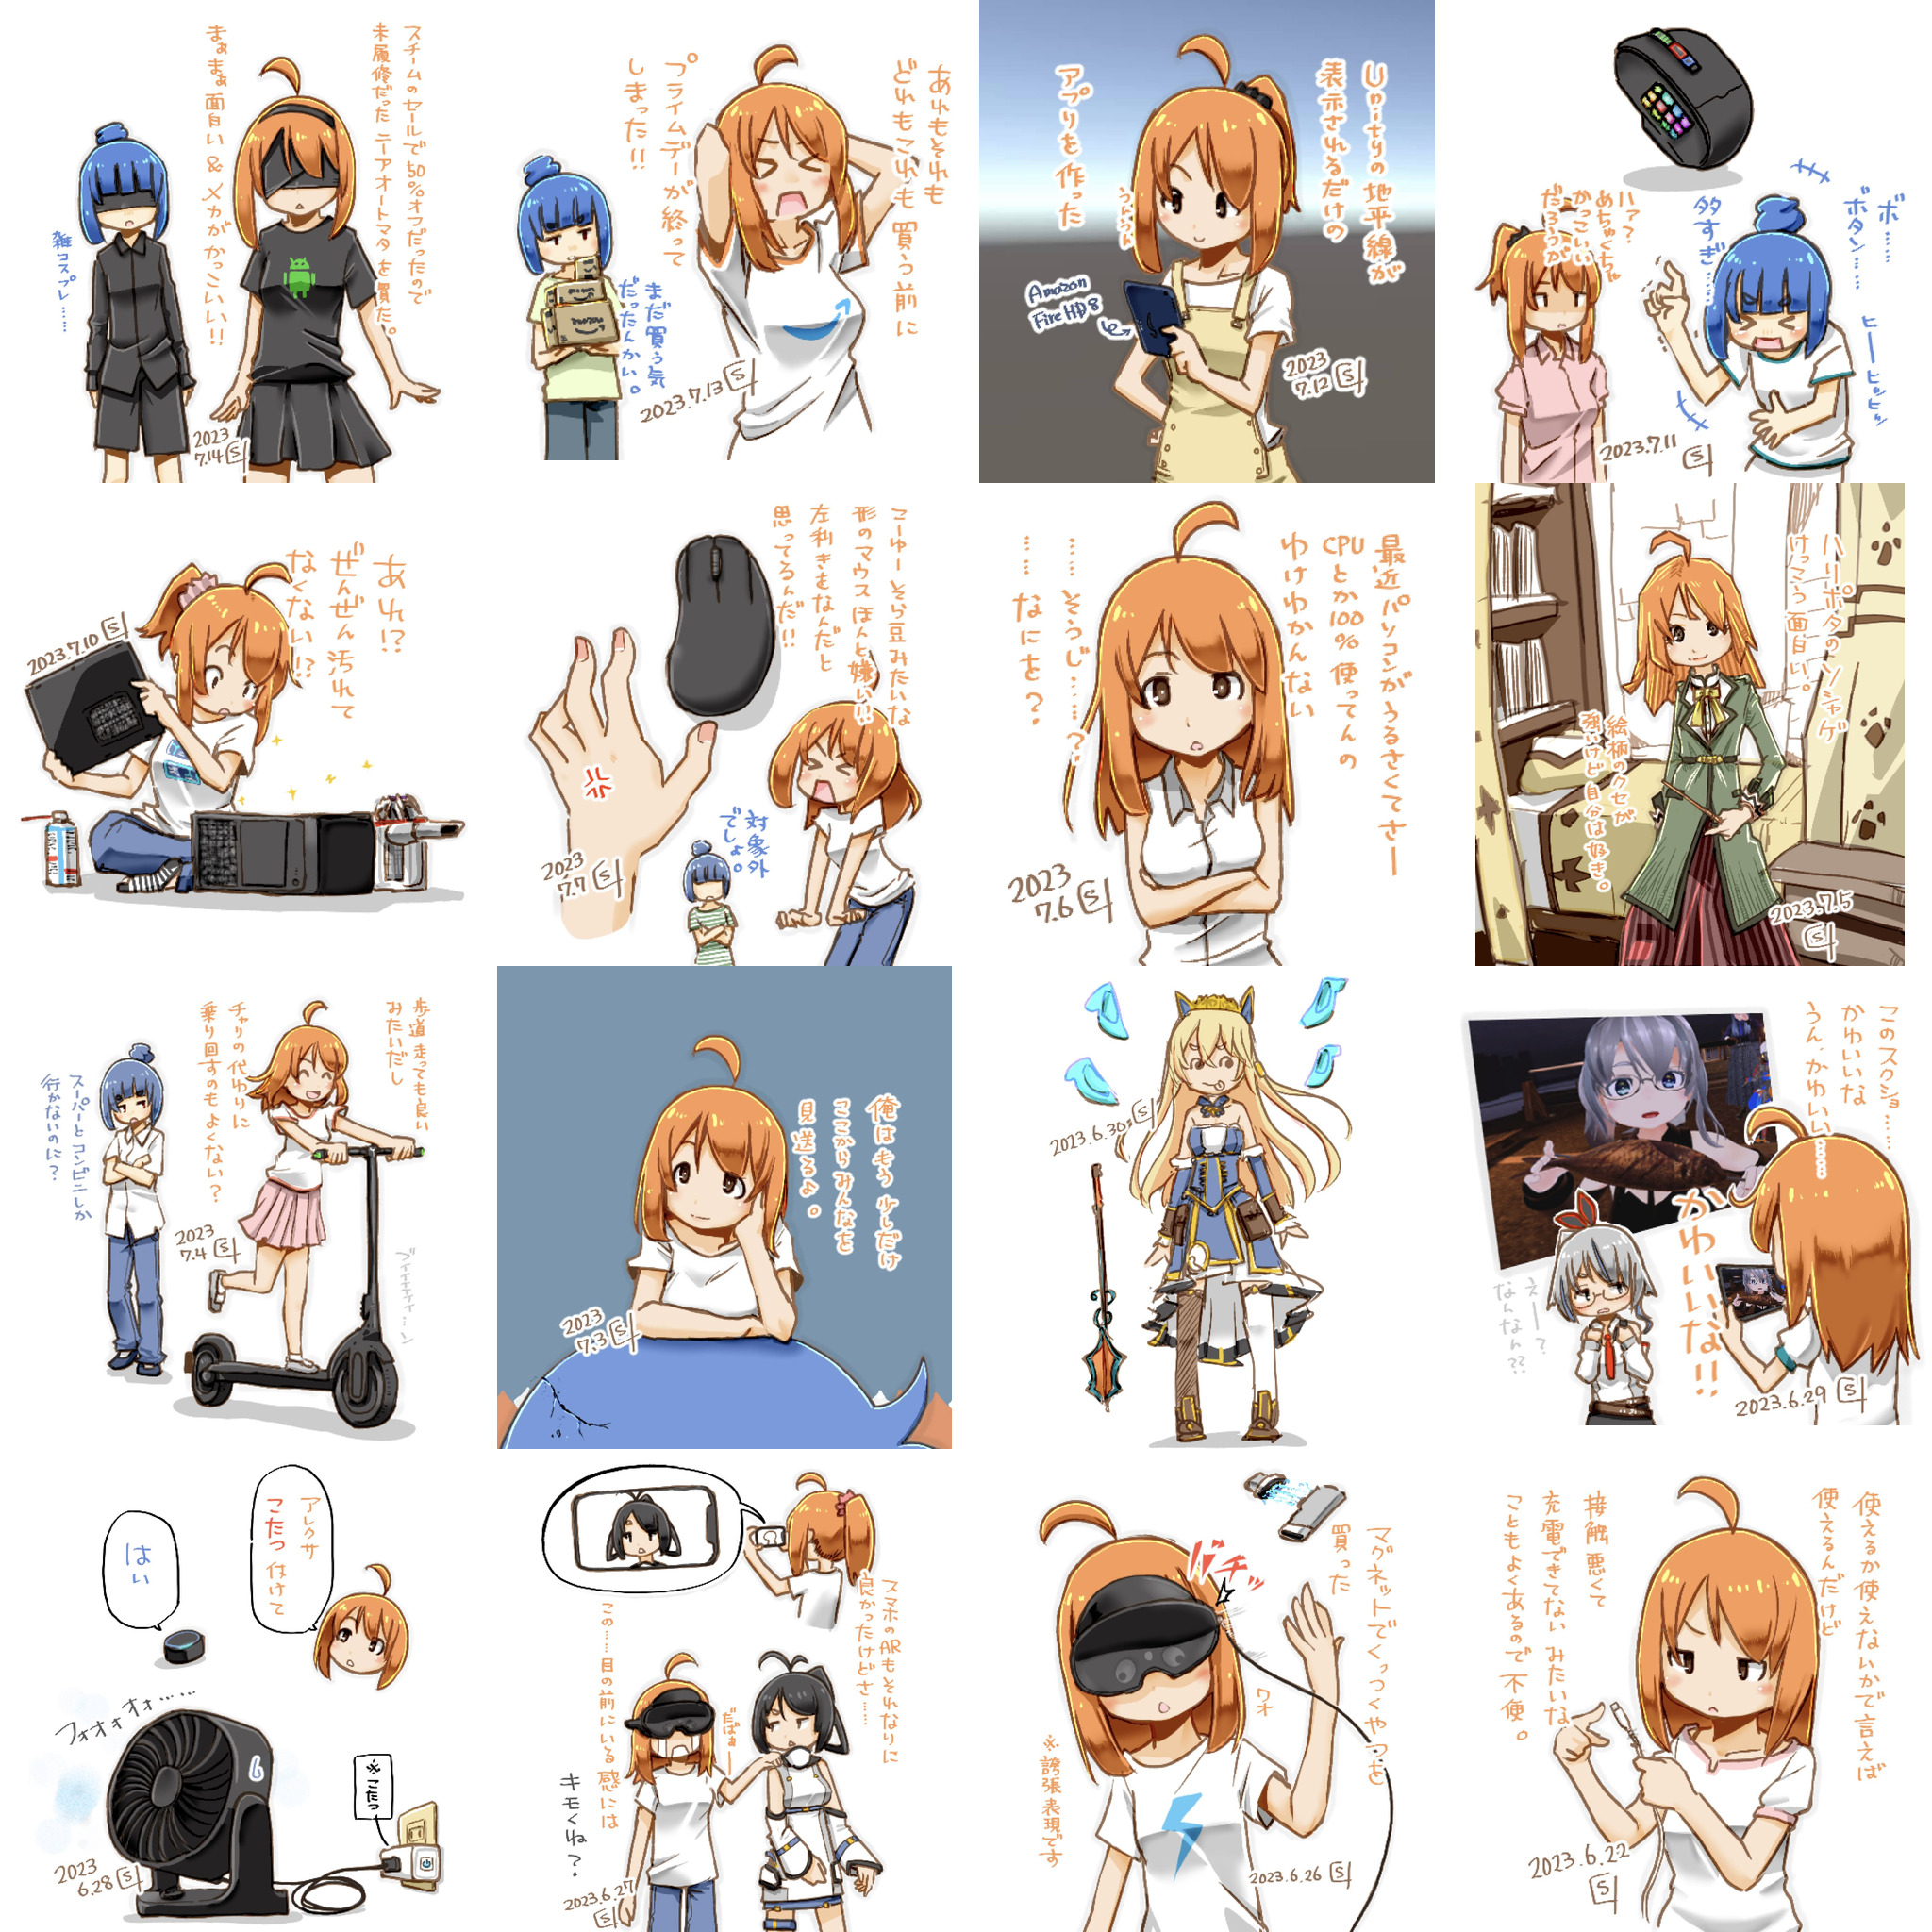 スチームのセールで50%オフだったので
未履修だったニーアオートマタを買た。
まぁまぁ面白い&メカがかっこいい!!
雑コスプレ……
2023
7.14 S
あれもそれも
どれもこれも買う前に
プライムデーが終って
しまった!!
まだ買う気
だったんかい。
2023.7.13 S
Unityの地平線が
表示されるだけの
アプリを作った
うんうん
Amazon
Fire HD8
2023
7.12 S
ボ……
ボタン……
多すぎ……
ヒーーヒッヒッヒッ
ハァ?
めちゃくちゃ
かっこいい
だろうが
2023.7.11
S
あれ!?
ぜんぜん汚れて
なくない!?
2023.7.10 S
こーゆーそら豆みたいな
形のマウスほんと嫌い!!
左利きをなんだと
思ってるんだ!!
対象外
でしょ。
2023
7.7 S
最近パソコンがうるさくてさー
CPUとか100%使ってんの
わけわかんない
……そうじ……?
……なにを?
2023
7.6 S
ハリーポタのソシャゲ
けっこう面白い。
絵柄のクセが
強いけど自分は好き。
2023.7.5
S
歩道走っても良い
みたいだし
チャリの代わりに
乗り回すのもよくない?
スーパーとコンビニしか
行かないのに?
2023
7.4 S
俺はもう少しだけ
ここからみんなを
見送るよ。
2023
7.3 S
2023.6.30 S
このスクショ……
かわいいな
うん、かわいい……
かわいいな!!
えーー?
なんなん??
2023.6.29 S
アレクサ
こたつ付けて
はい
フォオォオォ……
※こたつ
2023
6.28 S
スマホのARもそれなりに
良かったけどさ……
この……目の前にいる感には
だばぁーー
キモくね?
2023.6.27
S
マグネットでくっつくやつを
買った
バチッ
ワオ
※誇張表現です
2023.6.26 S
使えるか使えないかで言えば
使えるんだけど
接触悪くて
充電できてないみたいな
こともよくあるので不便。
2023.6.22
S